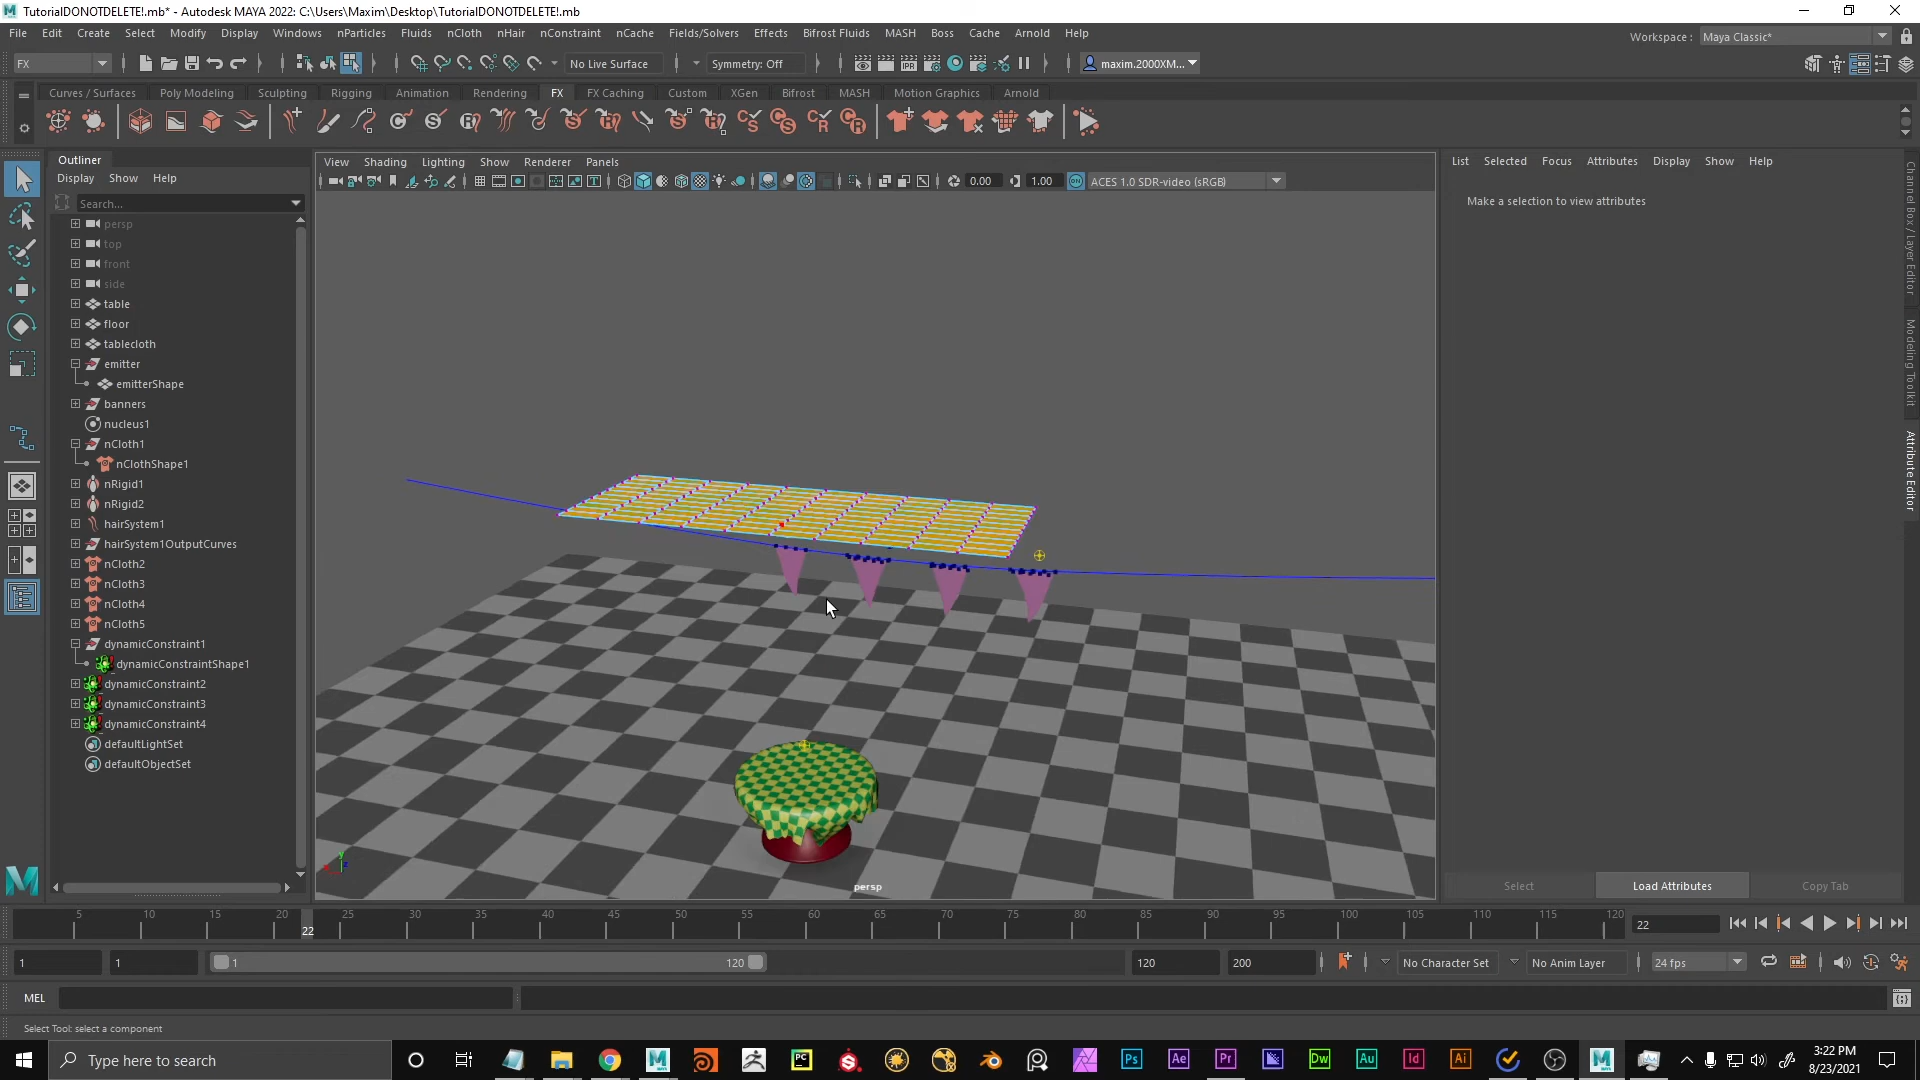 TutorialDONOTDELETE!.mb* - Autodesk MAYA 2022: C:\Users\Maxim\Desktop\TutorialDONOTDELETE!.mb
File Edit Create Select Modify Display Windows nParticles Fluids nCloth nHair nConstraint nCache Fields/Solvers Effects Bifrost Fluids MASH Boss Cache Arnold Help
Workspace : Maya Classic*
FX No Live Surface Symmetry: Off maxim.2000XM...
Curves / Surfaces Poly Modeling Sculpting Rigging Animation Rendering FX FX Caching Custom XGen Bifrost MASH Motion Graphics Arnold
Outliner
Display Show Help
Search...
persp
top
front
side
table
floor
tablecloth
emitter
emitterShape
banners
nucleus1
nCloth1
nClothShape1
nRigid1
nRigid2
hairSystem1
hairSystem1OutputCurves
nCloth2
nCloth3
nCloth4
nCloth5
dynamicConstraint1
dynamicConstraintShape1
dynamicConstraint2
dynamicConstraint3
dynamicConstraint4
defaultLightSet
defaultObjectSet
View Shading Lighting Show Renderer Panels
0.00 1.00 ACES 1.0 SDR-video (sRGB)
persp
List Selected Focus Attributes Display Show Help
Make a selection to view attributes
Select Load Attributes Copy Tab
Channel Box / Layer Editor
Modeling Toolkit
Attribute Editor
5 10 15 20 25 30 35 40 45 50 55 60 65 70 75 80 85 90 95 100 105 110 115 120
22
22
1 1 1 120 120 200 No Character Set No Anim Layer 24 fps
MEL
Select Tool: select a component
Type here to search
3:22 PM
8/23/2021